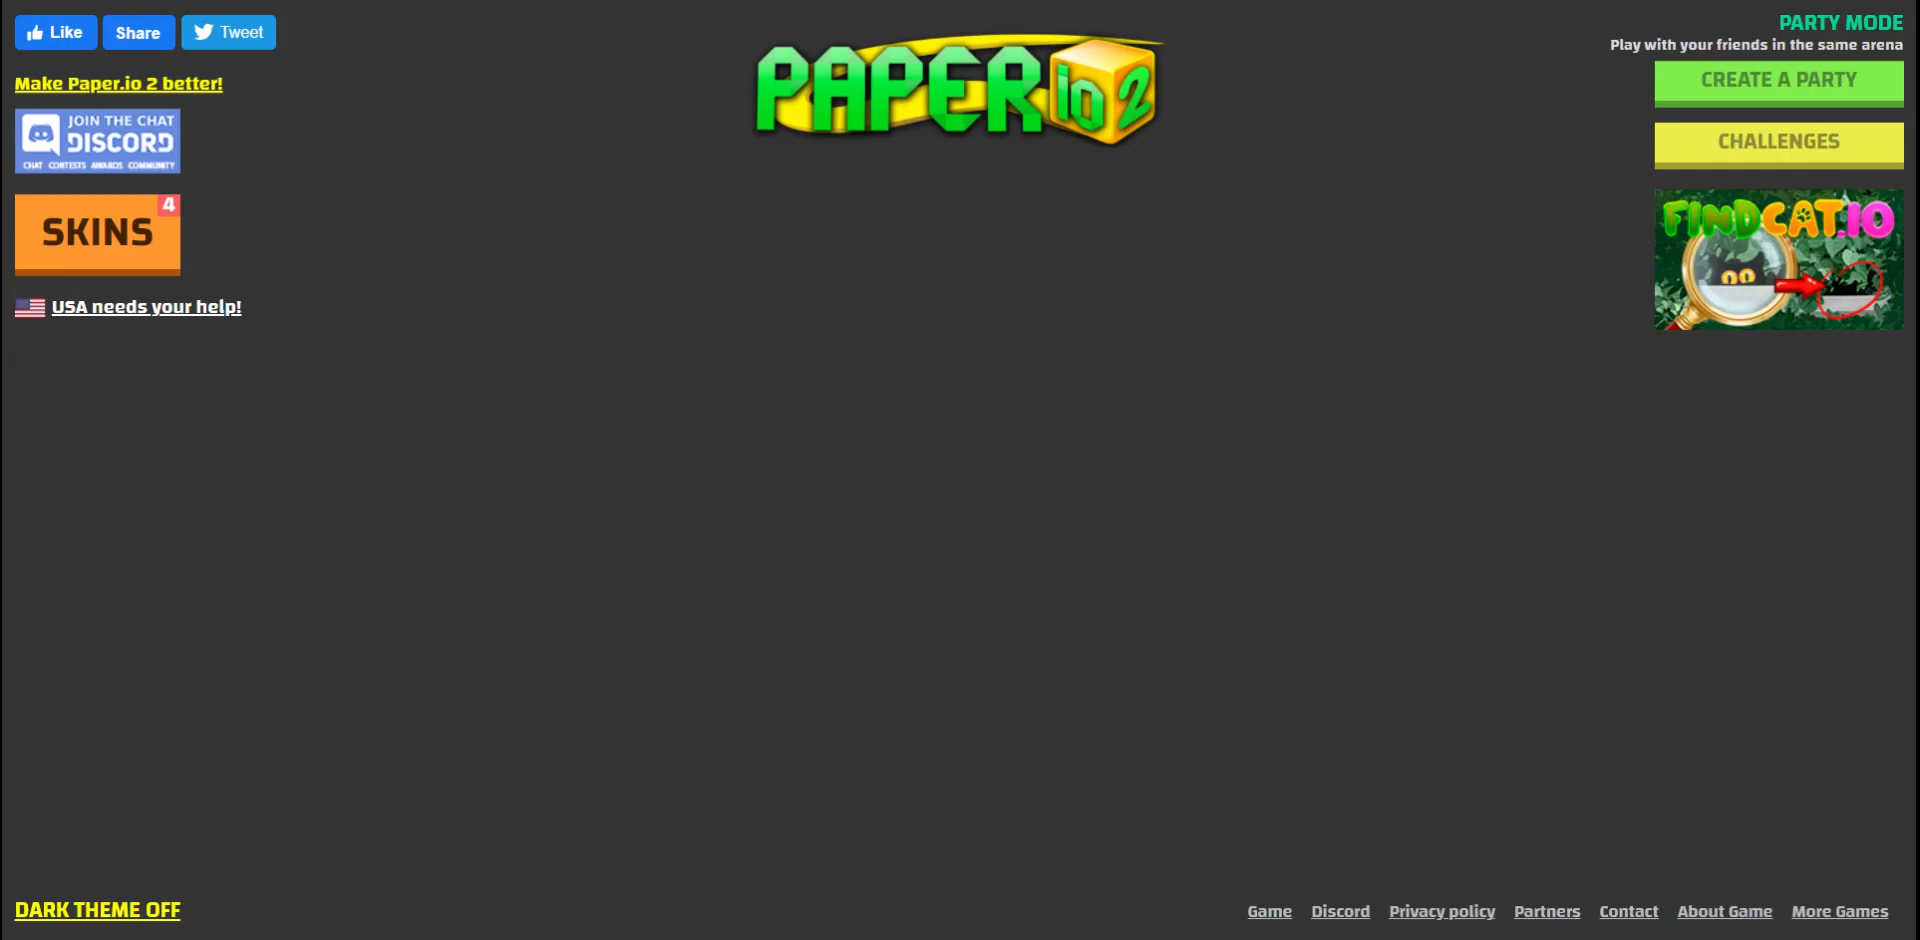 Like Share Tweet
Make Paper.io 2 better!
JOIN THE CHAT
DISCORD
CHAT CONTESTS AWARDS COMMUNITY
SKINS 4
USA needs your help!
PAPER io 2
PARTY MODE
Play with your friends in the same arena
CREATE A PARTY
CHALLENGES
FINDCAT.IO
DARK THEME OFF
Game Discord Privacy policy Partners Contact About Game More Games